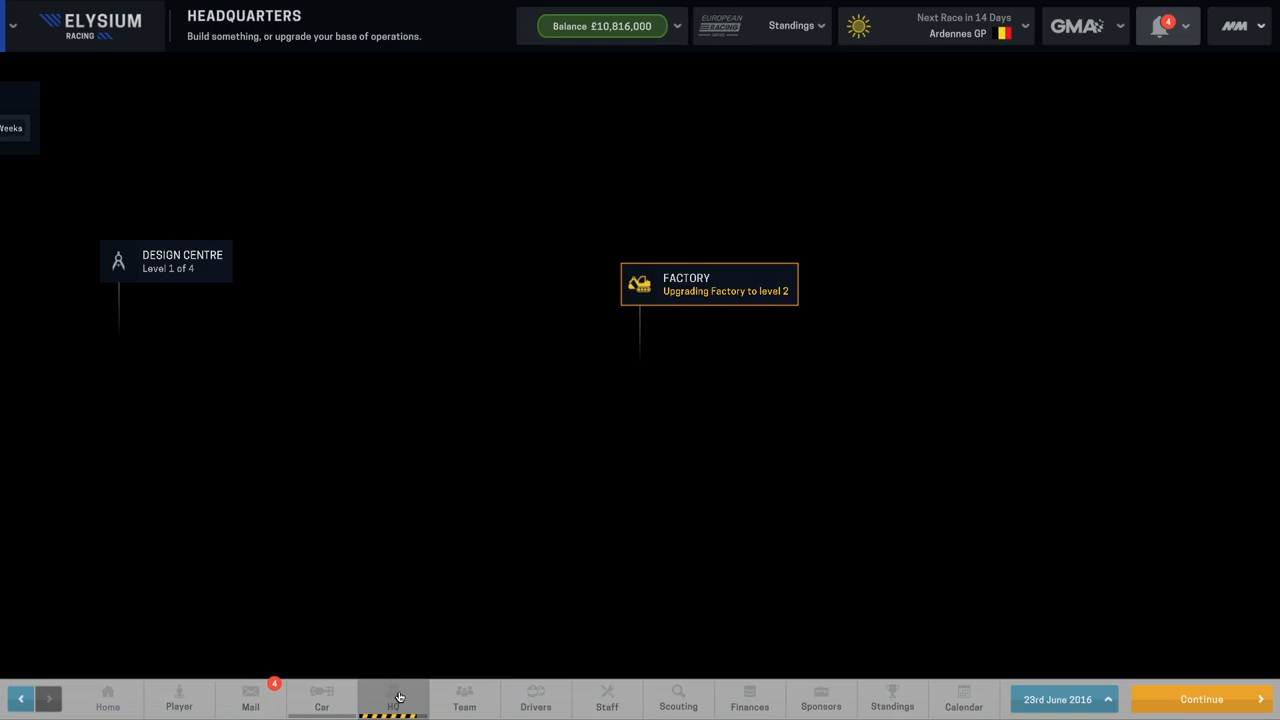 ELYSIUM
RACING
HEADQUARTERS
Build something, or upgrade your base of operations.
Balance £10,816,000
EUROPEAN
RACING
SERIES
Standings
Next Race in 14 Days
Ardennes GP
GMA
4
Weeks
DESIGN CENTRE
Level 1 of 4
FACTORY
Upgrading Factory to level 2
Home
Player
Mail
4
Car
HQ
Team
Drivers
Staff
Scouting
Finances
Sponsors
Standings
Calendar
23rd June 2016
Continue